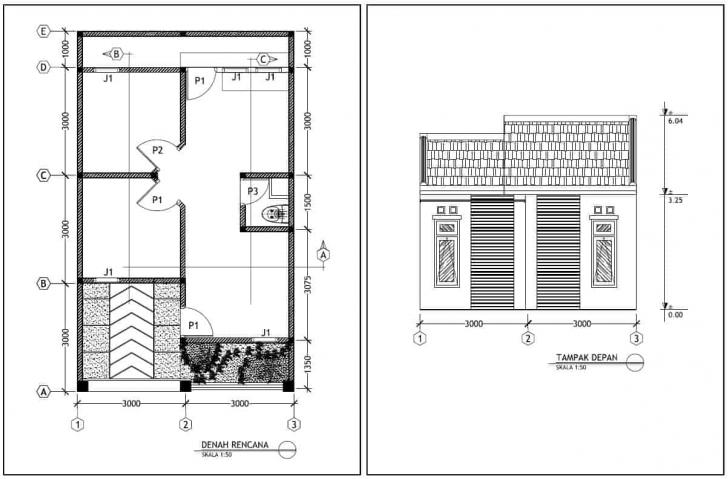 E
1000
B
C
1000
D
J1
P1
J1
J1
3000
3000
P2
C
P1
P3
1500
3000
A
J1
3075
B
P1
J1
3000
1350
A
3000
3000
1
2
3
DENAH RENCANA
SKALA 1:50
6.04
3.25
0.00
3000
3000
1
2
3
TAMPAK DEPAN
SKALA 1:50